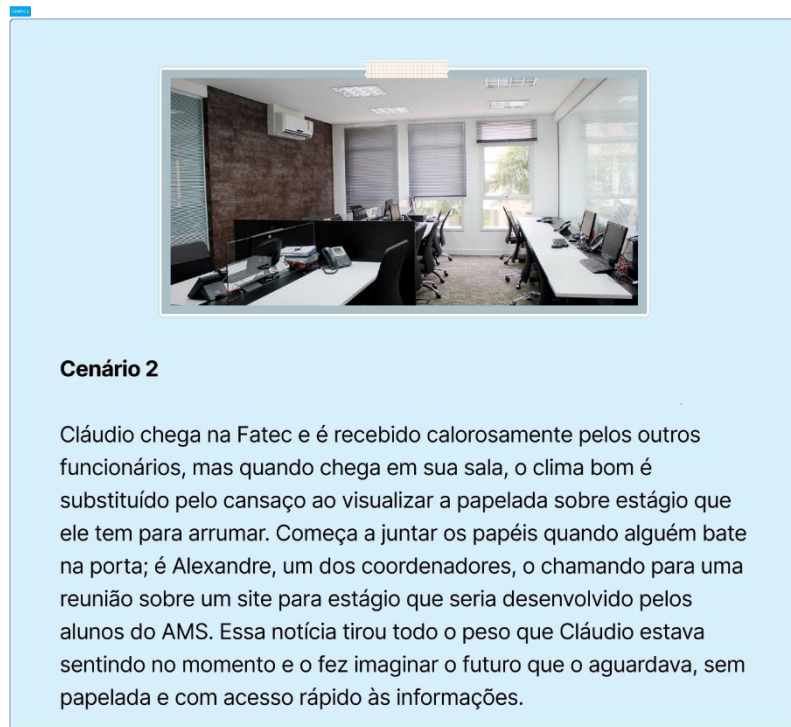 Cenário 2
Cenário 2
Cláudio chega na Fatec e é recebido calorosamente pelos outros
funcionários, mas quando chega em sua sala, o clima bom é
substituído pelo cansaço ao visualizar a papelada sobre estágio que
ele tem para arrumar. Começa a juntar os papéis quando alguém bate
na porta; é Alexandre, um dos coordenadores, o chamando para uma
reunião sobre um site para estágio que seria desenvolvido pelos
alunos do AMS. Essa notícia tirou todo o peso que Cláudio estava
sentindo no momento e o fez imaginar o futuro que o aguardava, sem
papelada e com acesso rápido às informações.